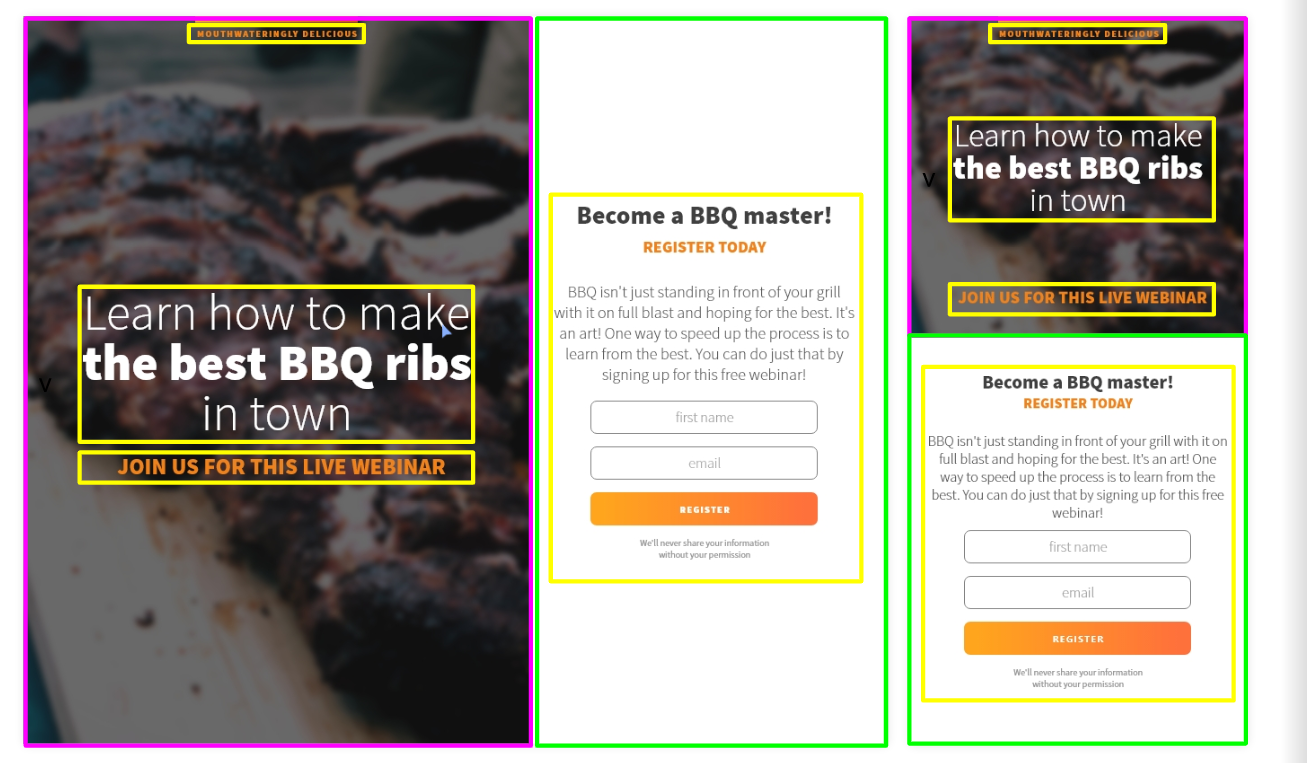 MOUTHWATERINGLY DELICIOUS
Learn how to make
the best BBQ ribs
in town
V
JOIN US FOR THIS LIVE WEBINAR
Become a BBQ master!
REGISTER TODAY
BBQ isn't just standing in front of your grill
with it on full blast and hoping for the best. It's
an art! One way to speed up the process is to
learn from the best. You can do just that by
signing up for this free webinar!
first name
email
REGISTER
We'll never share your information
without your permission
MOUTHWATERINGLY DELICIOUS
Learn how to make
the best BBQ ribs
V
in town
JOIN US FOR THIS LIVE WEBINAR
Become a BBQ master!
REGISTER TODAY
BBQ isn't just standing in front of your grill with it on
full blast and hoping for the best. It's an art! One
way to speed up the process is to learn from the
best. You can do just that by signing up for this free
webinar!
first name
email
REGISTER
We'll never share your information
without your permission